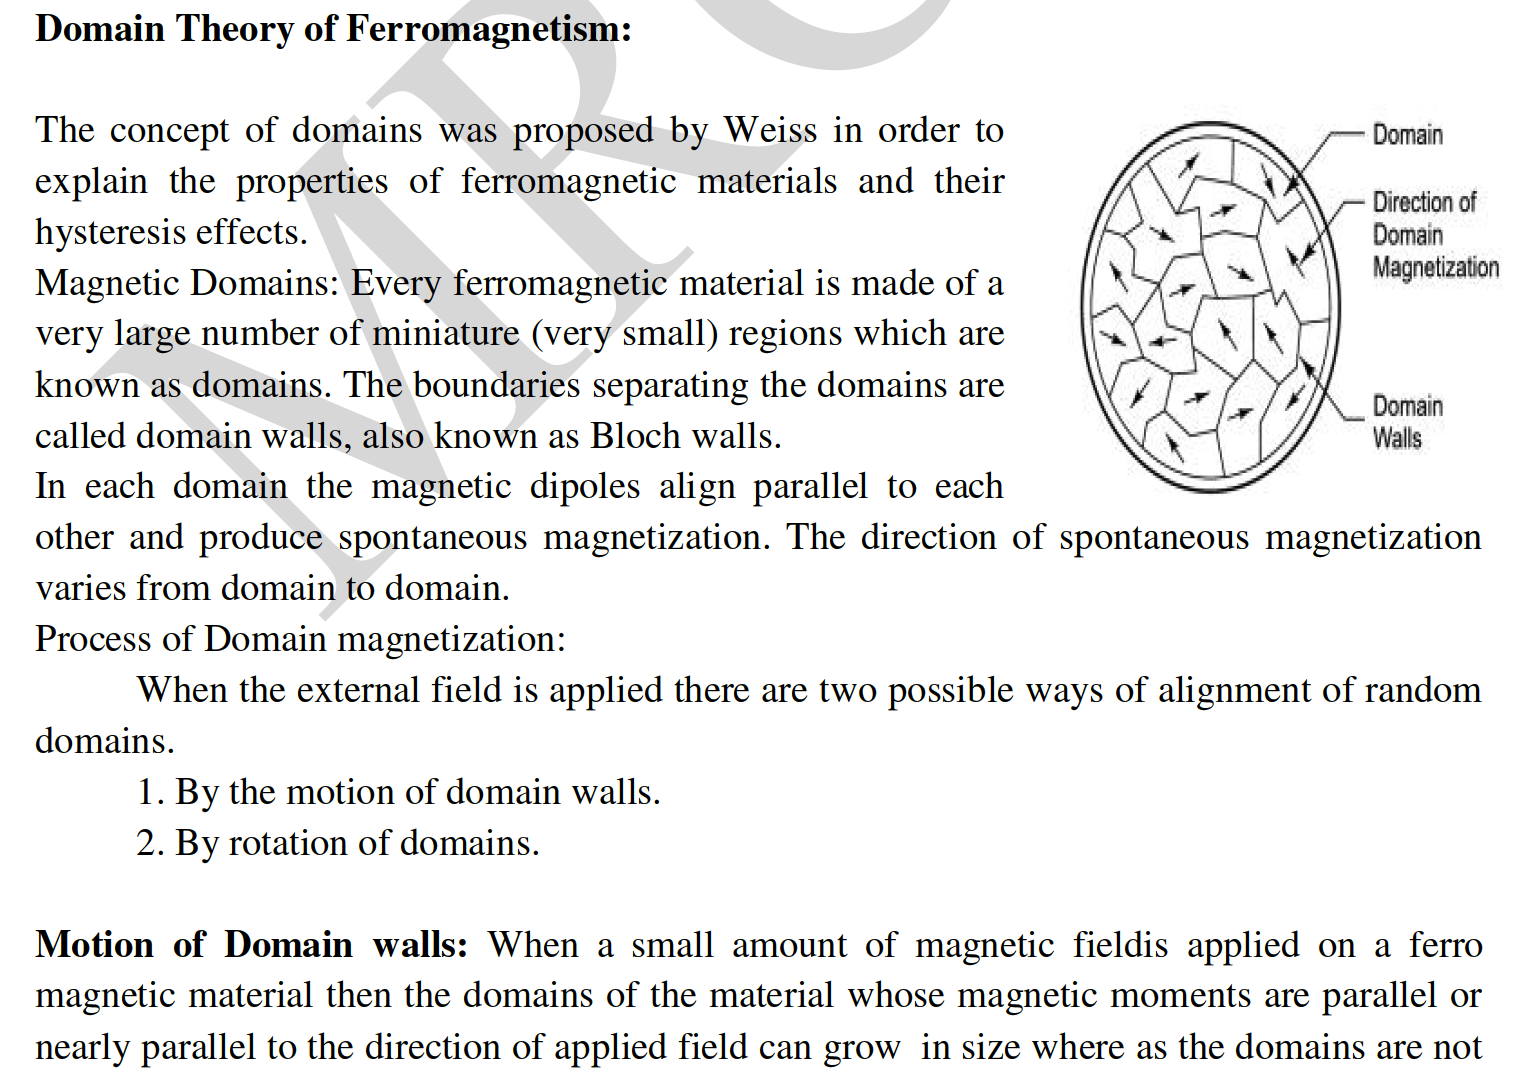 Domain Theory of Ferromagnetism:
The concept of domains was proposed by Weiss in order to
explain the properties of ferromagnetic materials and their
hysteresis effects.
Magnetic Domains: Every ferromagnetic material is made of a
very large number of miniature (very small) regions which are
known as domains. The boundaries separating the domains are
called domain walls, also known as Bloch walls.
In each domain the magnetic dipoles align parallel to each
other and produce spontaneous magnetization. The direction of spontaneous magnetization
varies from domain to domain.
Domain
Direction of
Domain
Magnetization
Domain
Walls
Process of Domain magnetization:
When the external field is applied there are two possible ways of alignment of random
domains.
1. By the motion of domain walls.
2. By rotation of domains.
Motion of Domain walls: When a small amount of magnetic fieldis applied on a ferro
magnetic material then the domains of the material whose magnetic moments are parallel or
nearly parallel to the direction of applied field can grow in size where as the domains are not